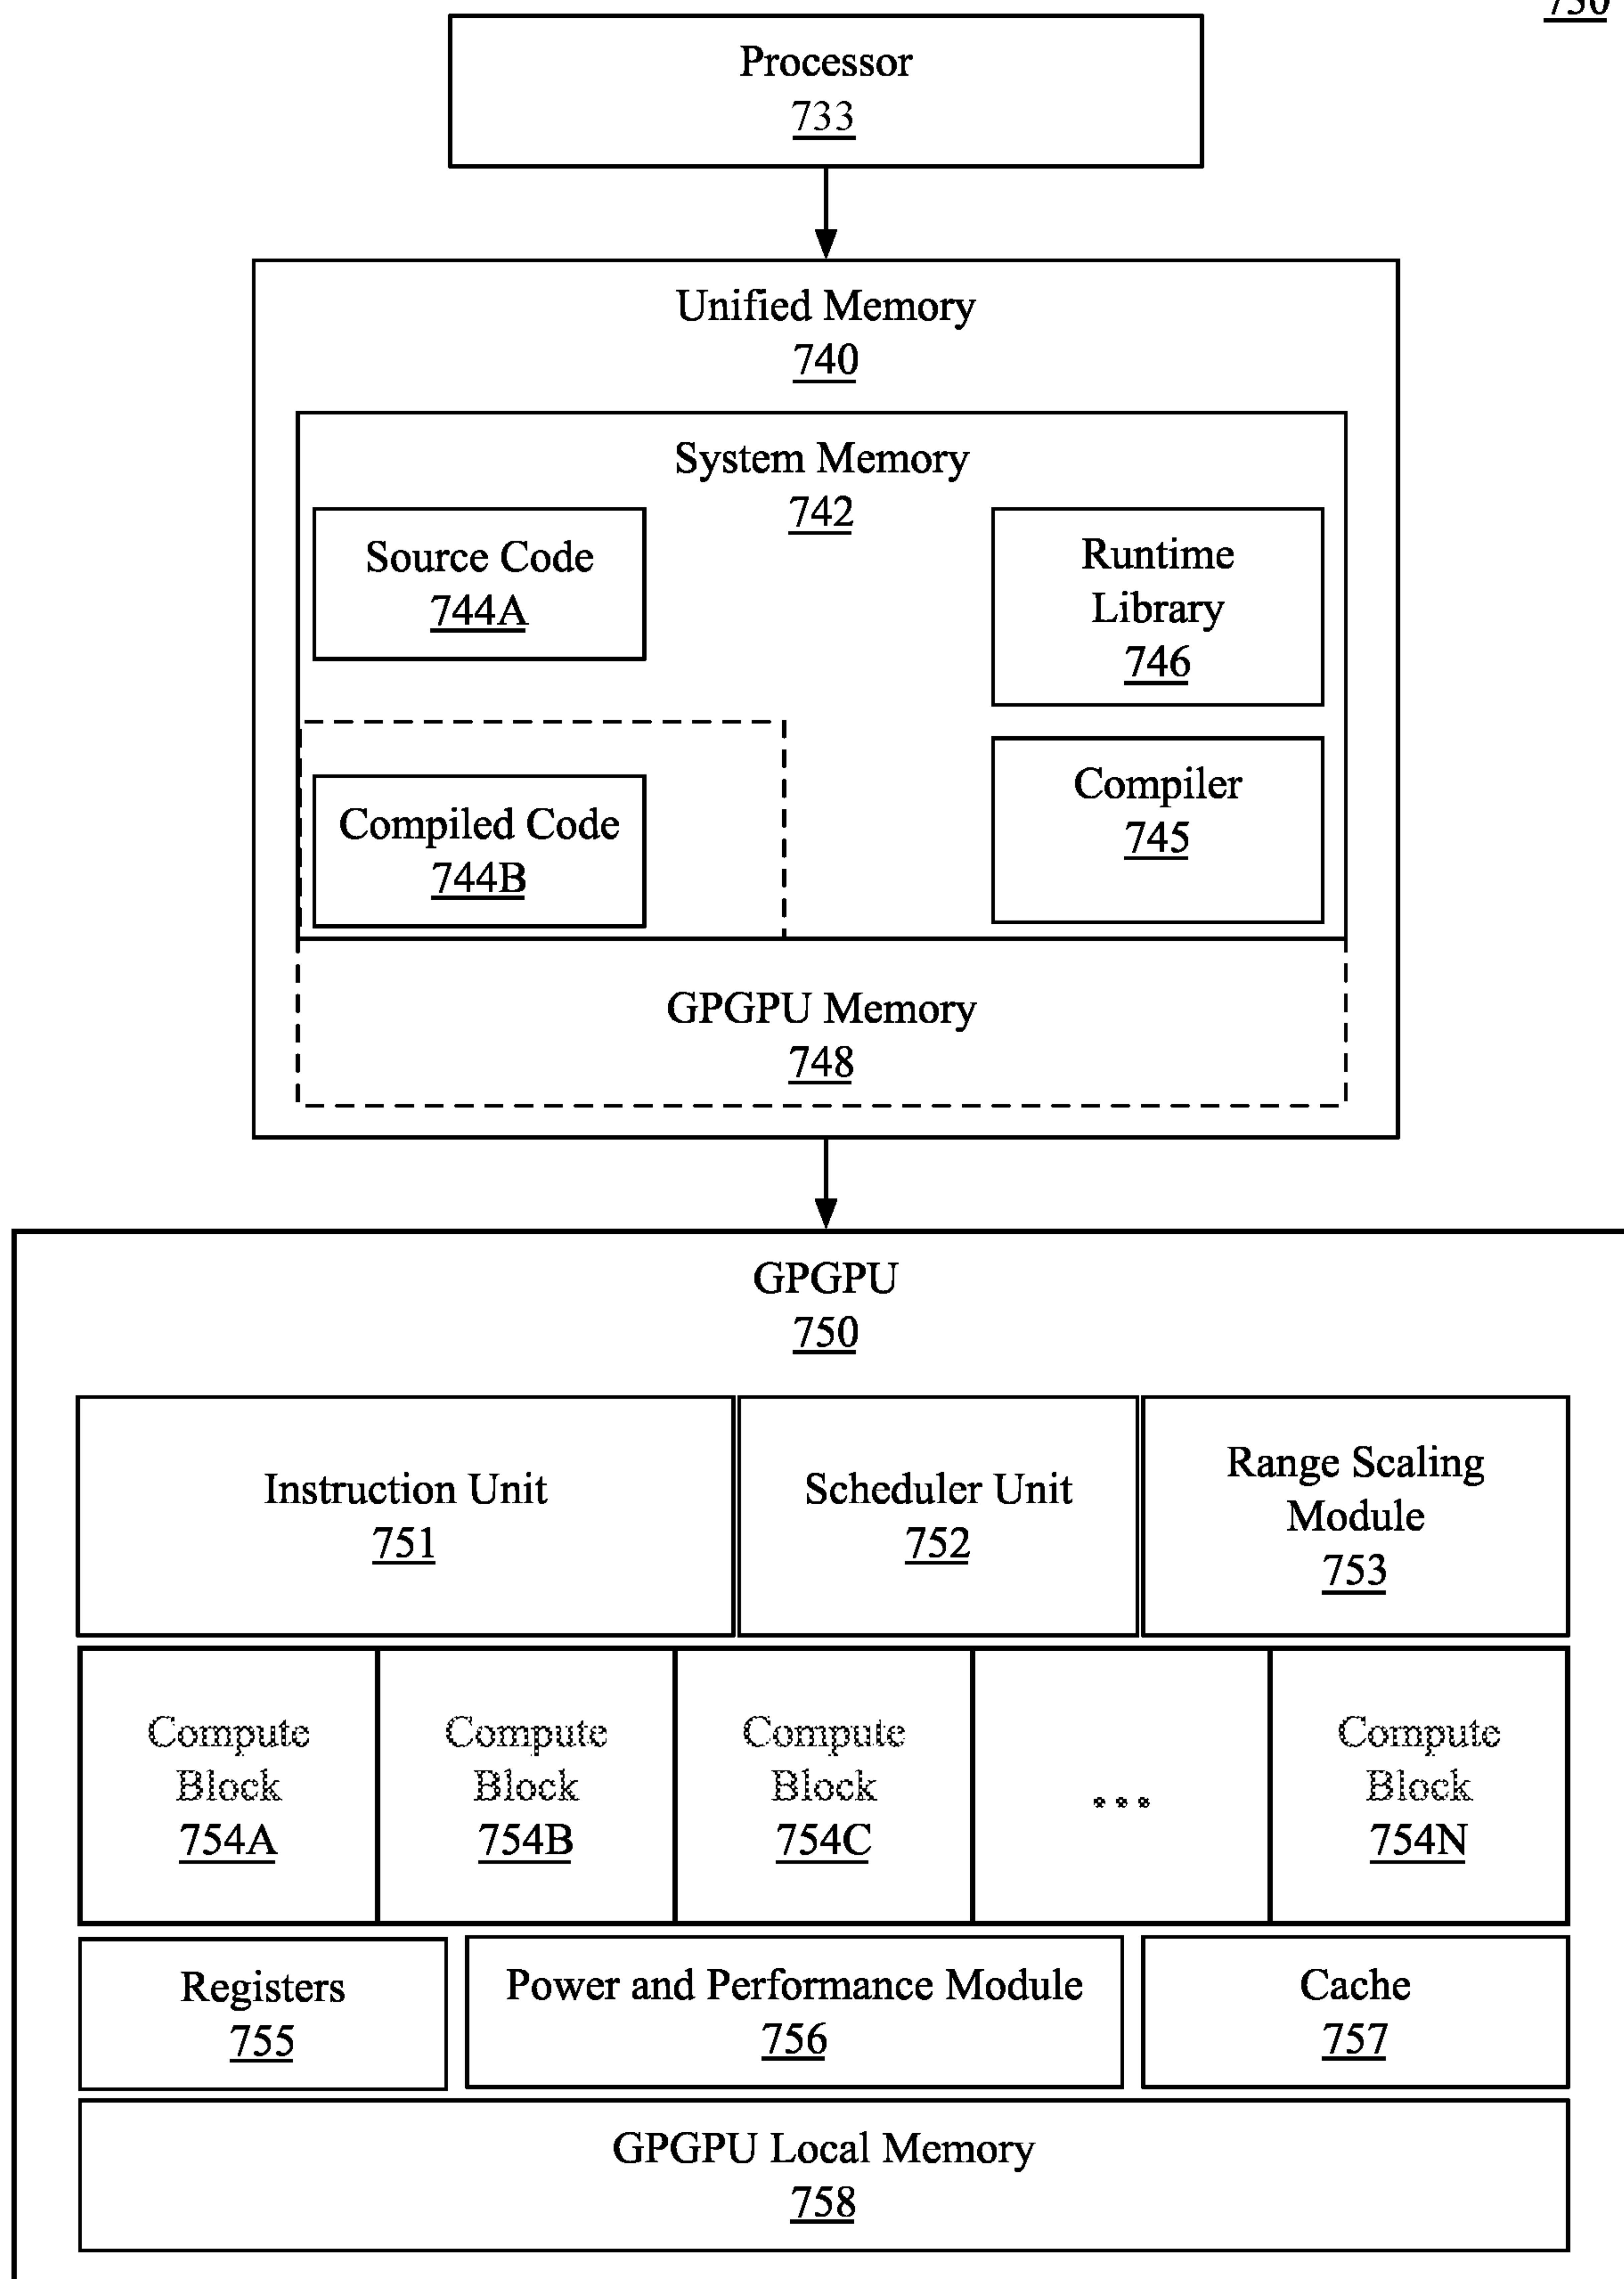 730
Processor
733
Unified Memory
740
System Memory
742
Source Code
744A
Runtime
Library
746
Compiled Code
744B
Compiler
745
GPGPU Memory
748
GPGPU
750
Instruction Unit
751
Scheduler Unit
752
Range Scaling
Module
753
Compute
Block
754A
Compute
Block
754B
Compute
Block
754C
...
Compute
Block
754N
Registers
755
Power and Performance Module
756
Cache
757
GPGPU Local Memory
758